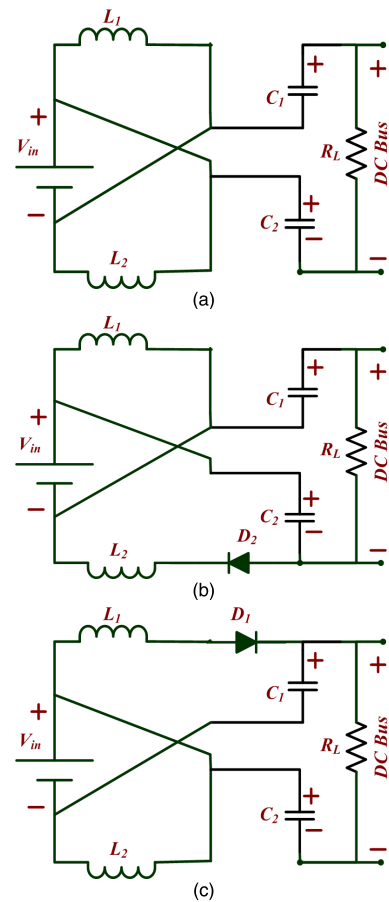 L1
+
C1
+
+
Vin
RL
DC Bus
+
C2
−
−
L2
−
(a)
L1
+
C1
+
+
Vin
RL
DC Bus
+
C2
−
−
L2
D2
−
(b)
L1
D1
+
C1
+
+
Vin
RL
DC Bus
+
C2
−
−
L2
−
(c)